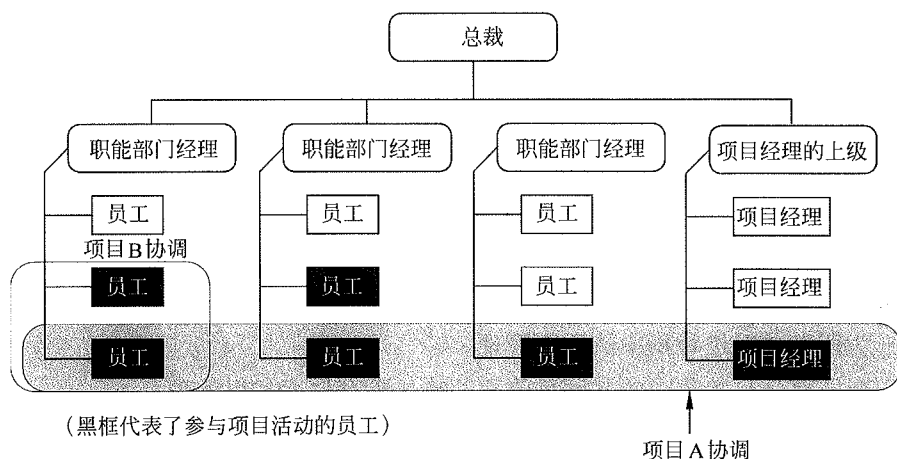 总裁
职能部门经理 职能部门经理 职能部门经理 项目经理的上级
员工 员工 员工 项目经理
项目B协调
员工 员工 员工 项目经理
员工 员工 员工 项目经理
（黑框代表了参与项目活动的员工）
项目A协调